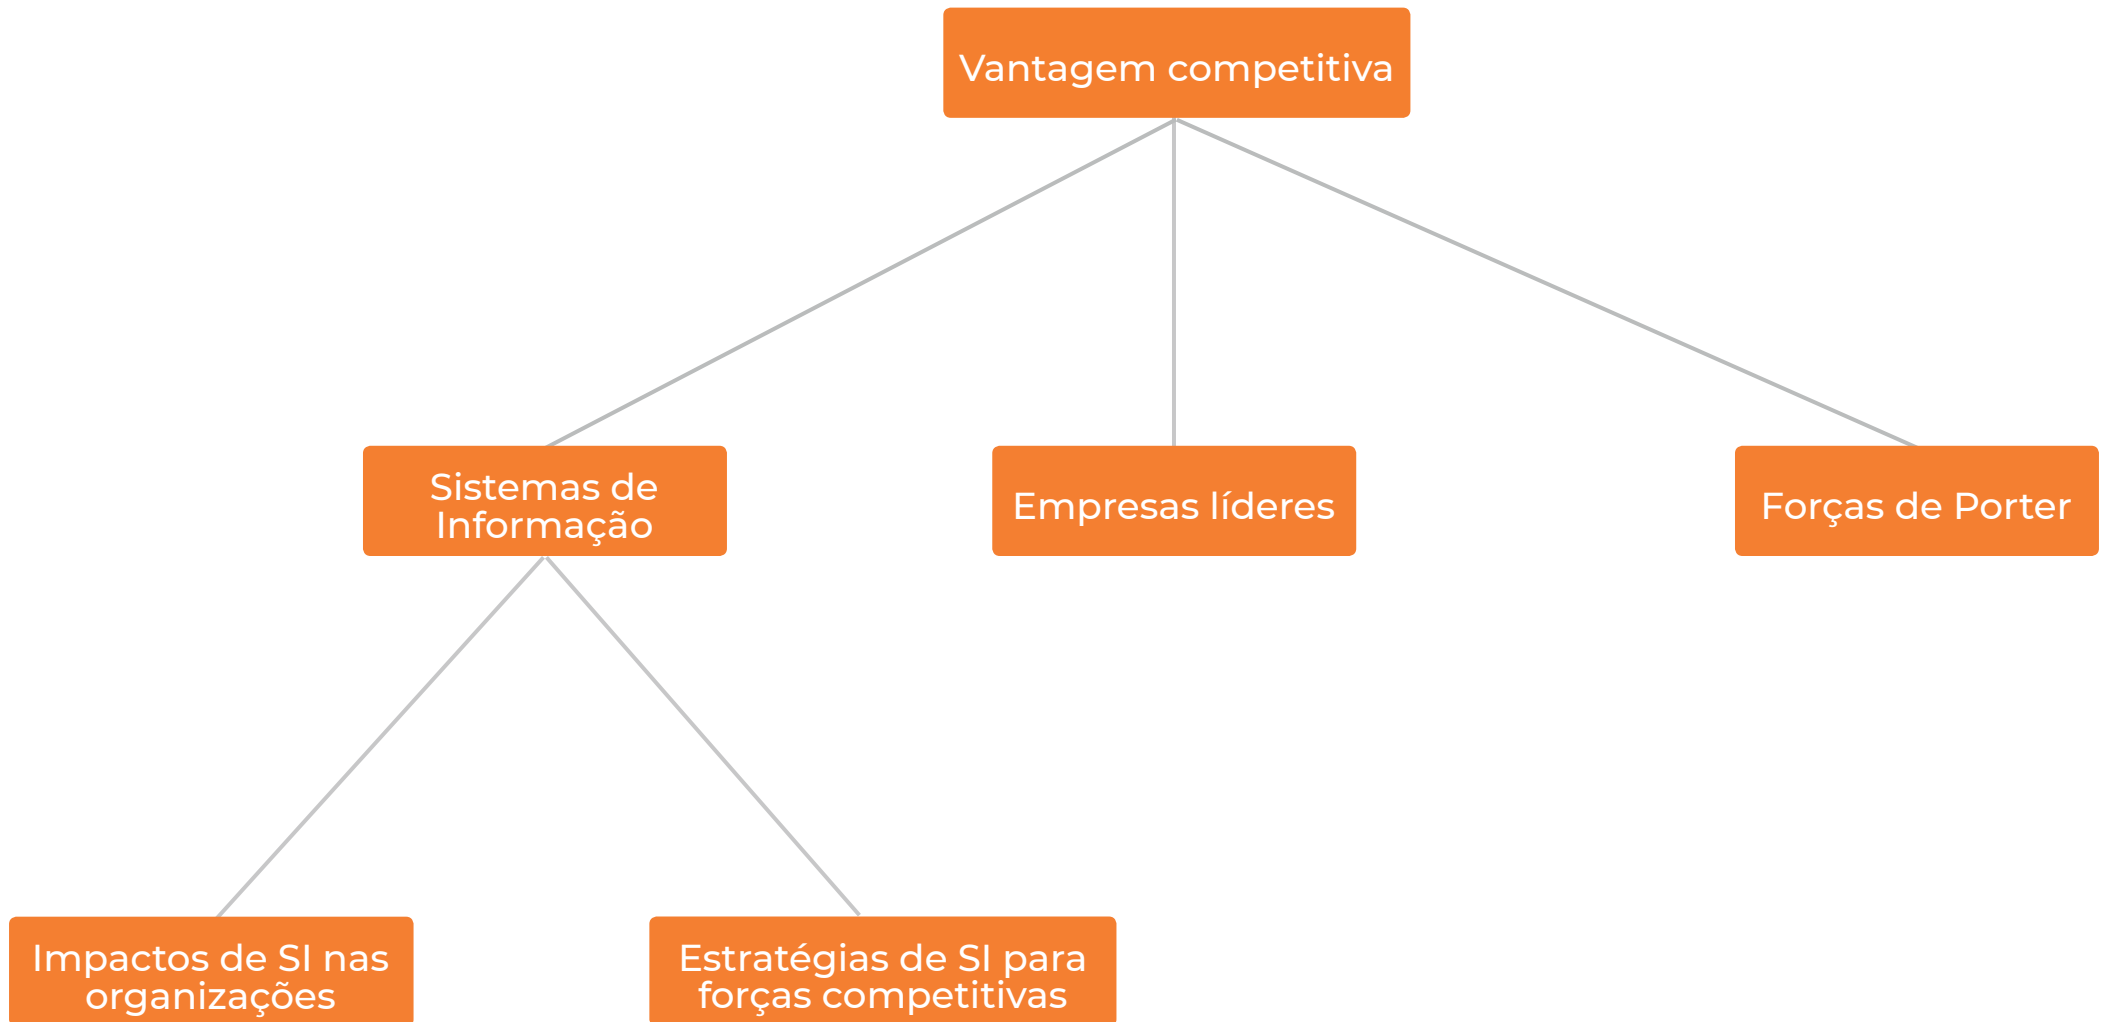 Vantagem competitiva
Sistemas de
Informação
Empresas líderes
Forças de Porter
Impactos de SI nas
organizações
Estratégias de SI para
forças competitivas